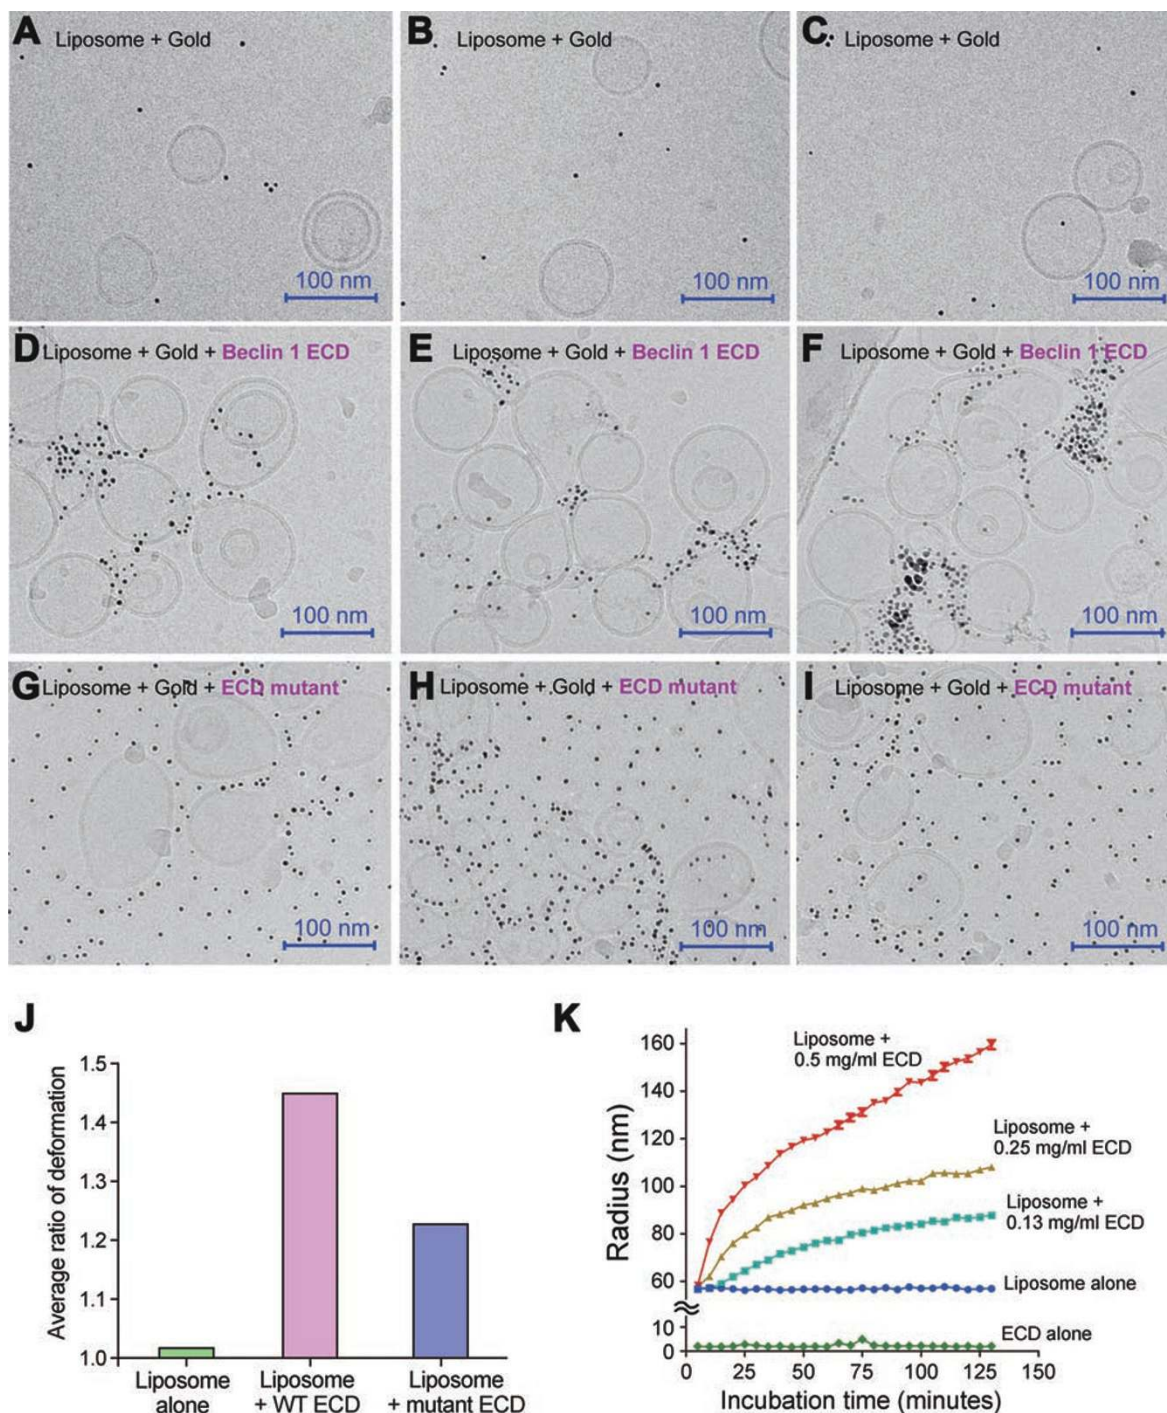 A
Liposome + Gold
100 nm
B
Liposome + Gold
100 nm
C
Liposome + Gold
100 nm
D
Liposome + Gold + Beclin 1 ECD
100 nm
E
Liposome + Gold + Beclin 1 ECD
100 nm
F
Liposome + Gold + Beclin 1 ECD
100 nm
G
Liposome + Gold + ECD mutant
100 nm
H
Liposome + Gold + ECD mutant
100 nm
I
Liposome + Gold + ECD mutant
100 nm
J
Average ratio of deformation
1.5
1.4
1.3
1.2
1.1
1.0
Liposome
alone
Liposome
+ WT ECD
Liposome
+ mutant ECD
K
Radius (nm)
160
140
120
100
80
60
10
0
Liposome +
0.5 mg/ml ECD
Liposome +
0.25 mg/ml ECD
Liposome +
0.13 mg/ml ECD
Liposome alone
ECD alone
0
25
50
75
100
125
150
Incubation time (minutes)